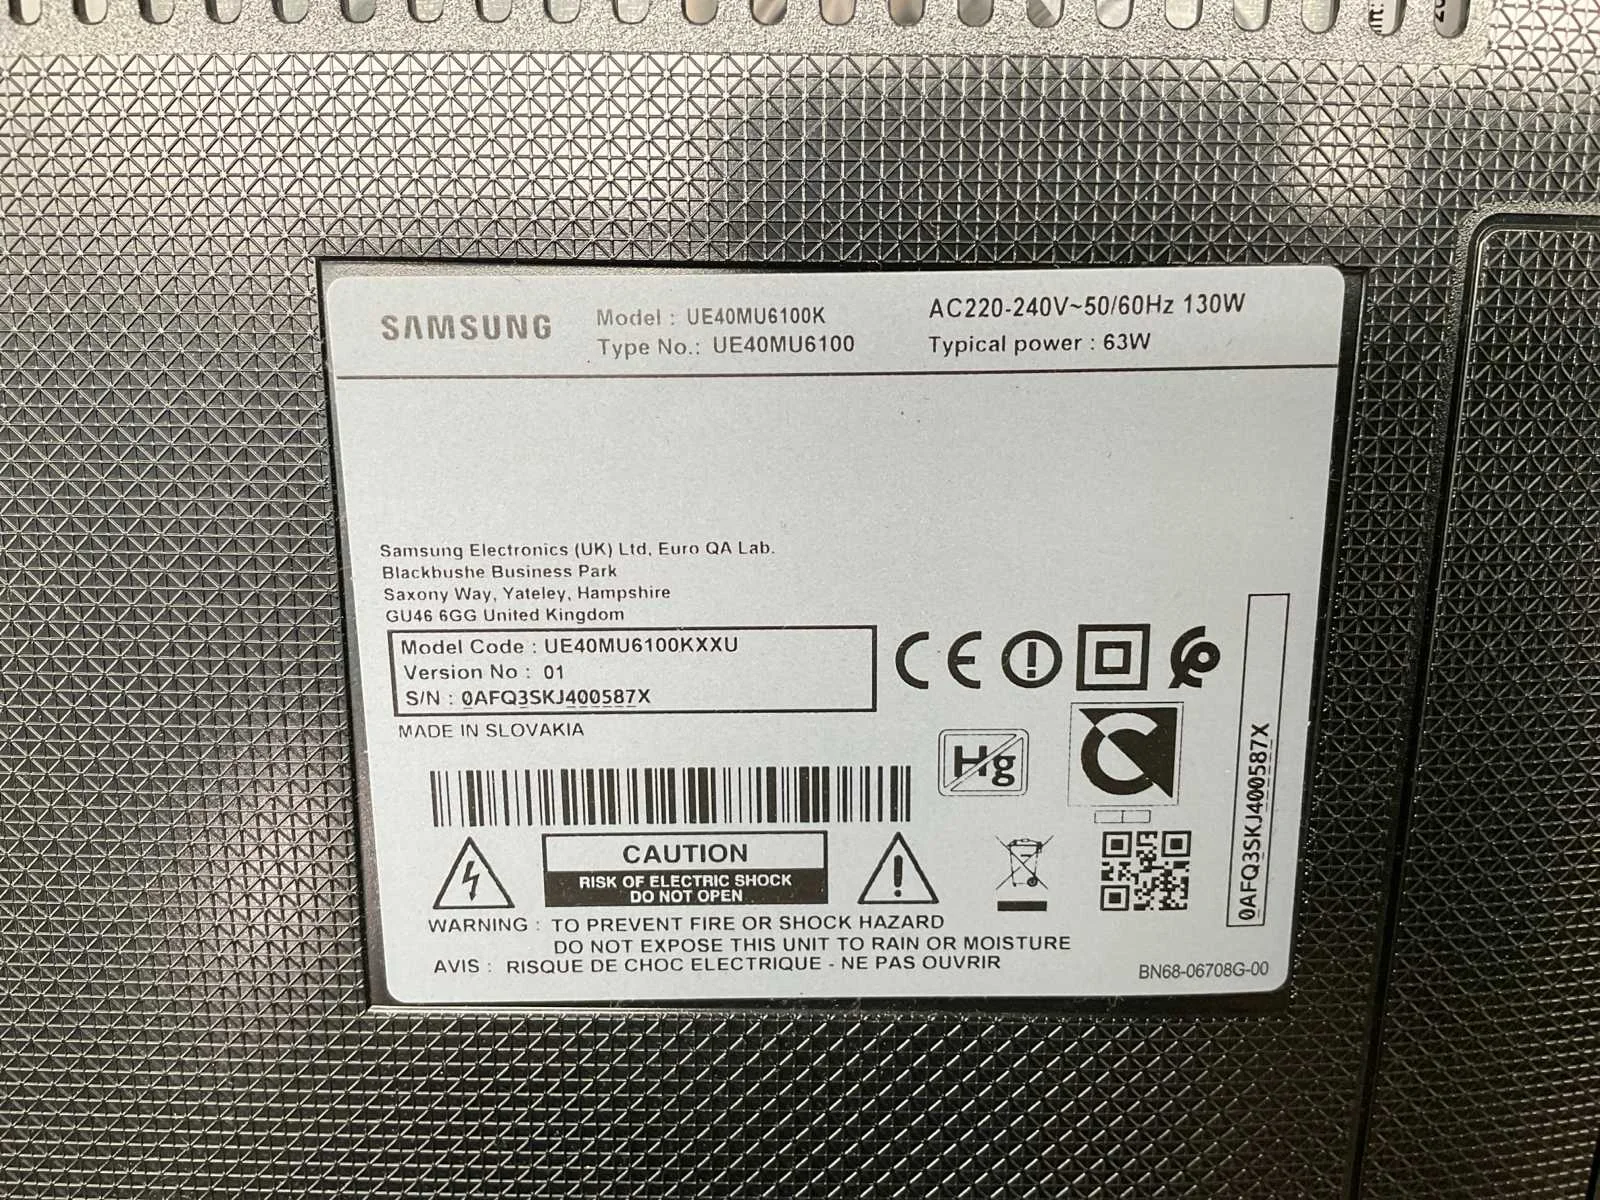 SAMSUNG
Model : UE40MU6100K
Type No.: UE40MU6100
AC220-240V~50/60Hz 130W
Typical power : 63W
Samsung Electronics (UK) Ltd, Euro QA Lab.
Blackbushe Business Park
Saxony Way, Yateley, Hampshire
GU46 6GG United Kingdom
Model Code : UE40MU6100KXXU
Version No : 01
S/N : 0AFQ3SKJ400587X
MADE IN SLOVAKIA
CE
Hg
0AFQ3SKJ400587X
CAUTION
RISK OF ELECTRIC SHOCK
DO NOT OPEN
WARNING : TO PREVENT FIRE OR SHOCK HAZARD
DO NOT EXPOSE THIS UNIT TO RAIN OR MOISTURE
AVIS : RISQUE DE CHOC ELECTRIQUE - NE PAS OUVRIR
BN68-06708G-00